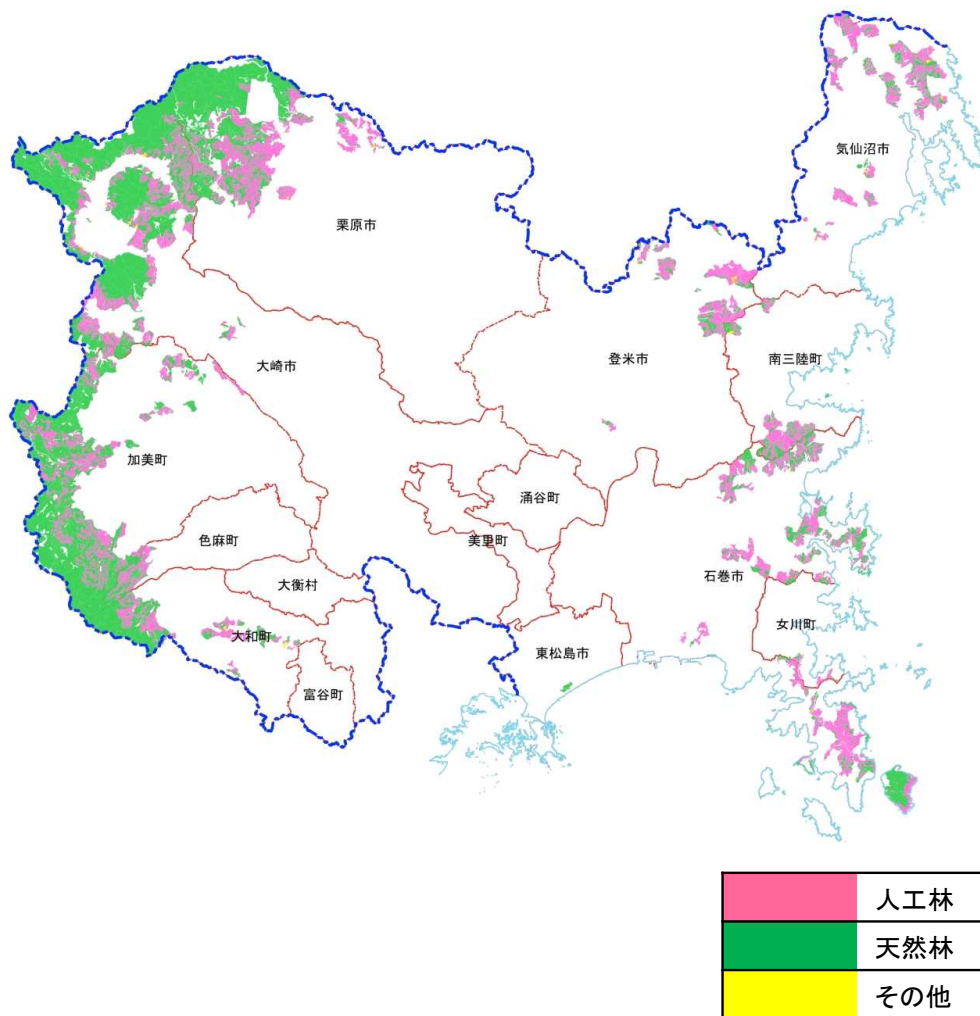 気仙沼市
栗原市
登米市
南三陸町
大崎市
加美町
涌谷町
色麻町
美里町
大衡村
石巻市
女川町
大和町
東松島市
富谷町
人工林
天然林
その他